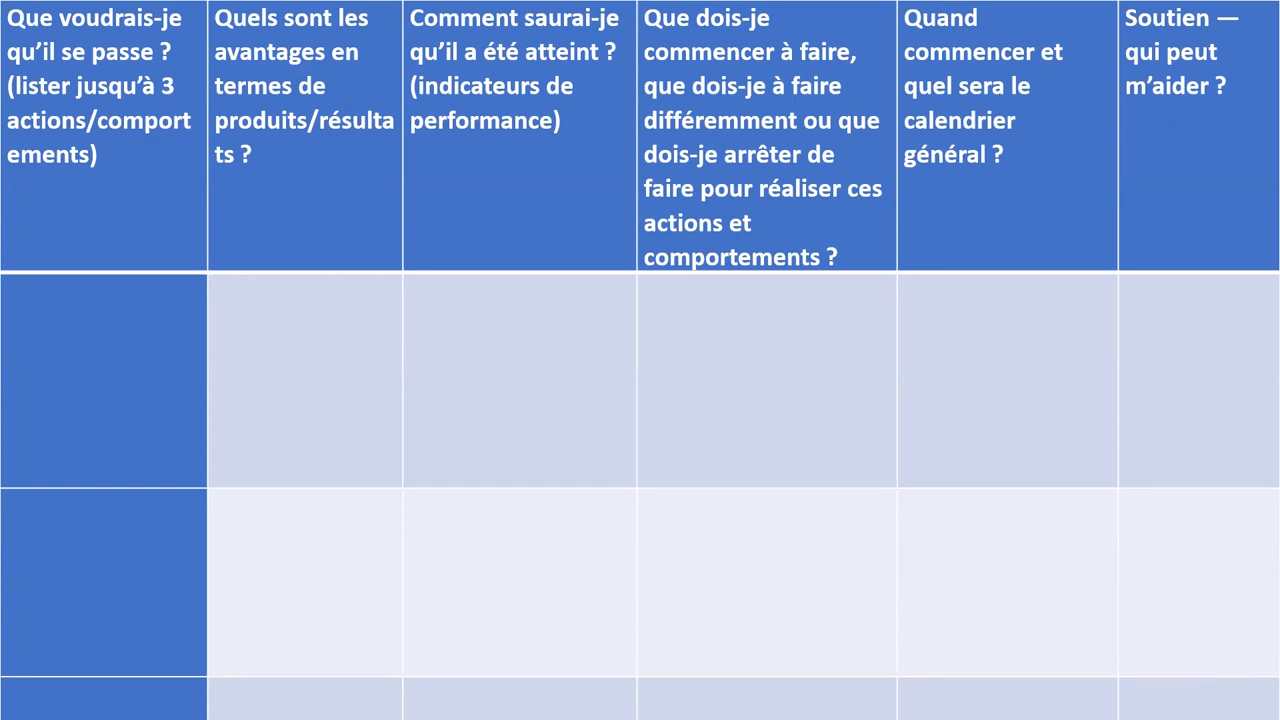 Que voudrais-je
qu’il se passe ?
(lister jusqu’à 3
actions/comport
ements)
Quels sont les
avantages en
termes de
produits/résulta
ts ?
Comment saurai-je
qu’il a été atteint ?
(indicateurs de
performance)
Que dois-je
commencer à faire,
que dois-je à faire
différemment ou que
dois-je arrêter de
faire pour réaliser ces
actions et
comportements ?
Quand
commencer et
quel sera le
calendrier
général ?
Soutien —
qui peut
m’aider ?